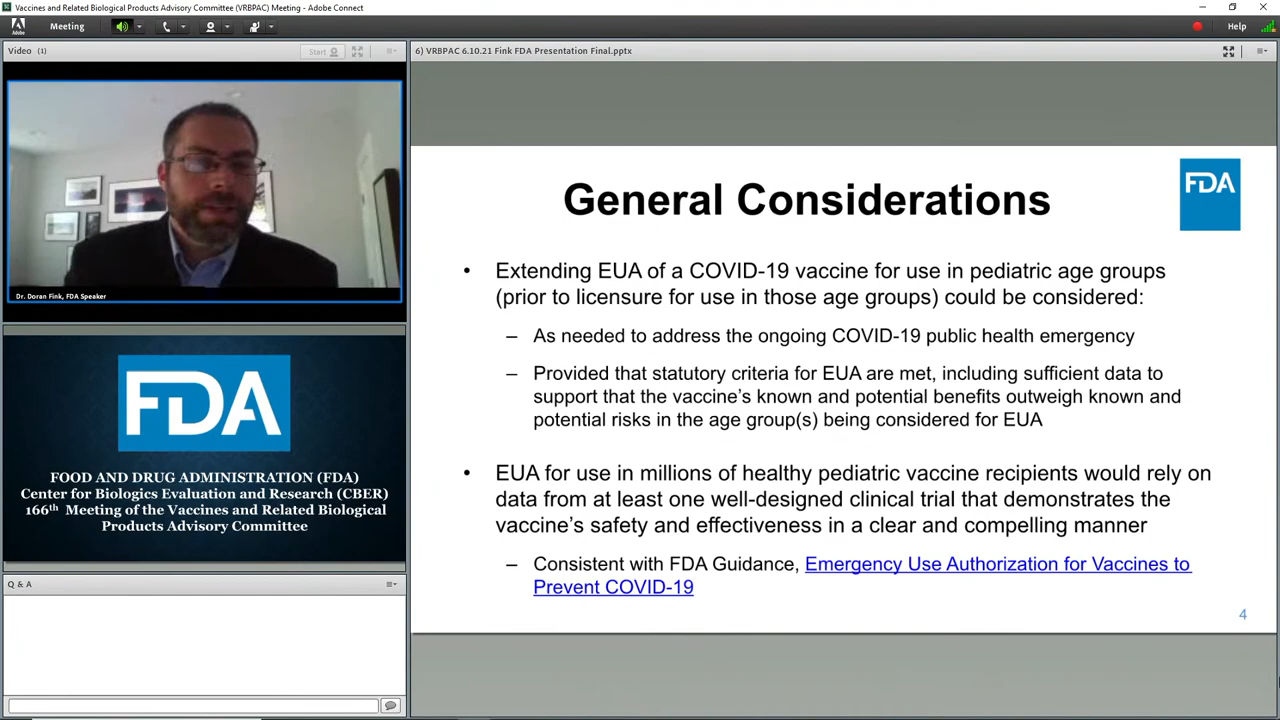 Vaccines and Related Biological Products Advisory Committee (VRBPAC) Meeting - Adobe Connect
Adobe
Meeting
Help
Video (1)
Start
Dr. Doran Fink, FDA Speaker
FDA
FOOD AND DRUG ADMINISTRATION (FDA)
Center for Biologics Evaluation and Research (CBER)
166th Meeting of the Vaccines and Related Biological
Products Advisory Committee
Q & A
6) VRBPAC 6.10.21 Fink FDA Presentation Final.pptx
General Considerations
FDA
• Extending EUA of a COVID-19 vaccine for use in pediatric age groups
(prior to licensure for use in those age groups) could be considered:
– As needed to address the ongoing COVID-19 public health emergency
– Provided that statutory criteria for EUA are met, including sufficient data to
support that the vaccine's known and potential benefits outweigh known and
potential risks in the age group(s) being considered for EUA
• EUA for use in millions of healthy pediatric vaccine recipients would rely on
data from at least one well-designed clinical trial that demonstrates the
vaccine's safety and effectiveness in a clear and compelling manner
– Consistent with FDA Guidance, Emergency Use Authorization for Vaccines to
Prevent COVID-19
4